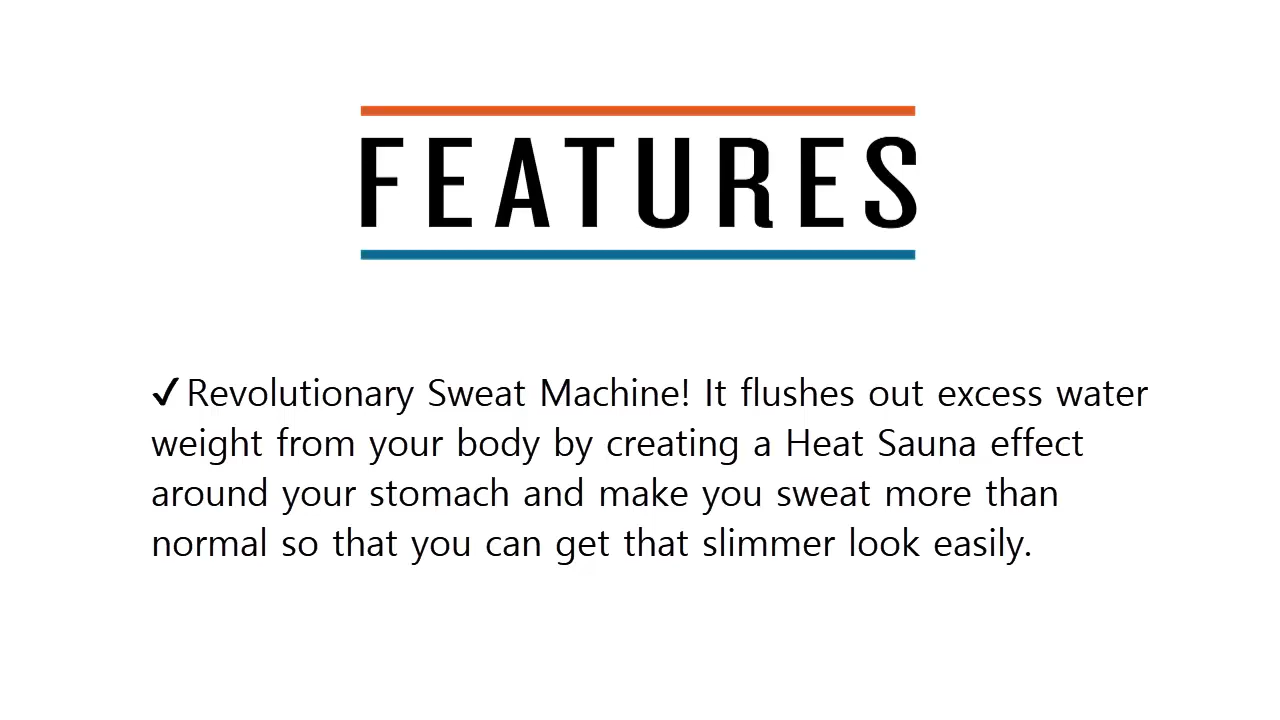 FEATURES
✓Revolutionary Sweat Machine! It flushes out excess water
weight from your body by creating a Heat Sauna effect
around your stomach and make you sweat more than
normal so that you can get that slimmer look easily.